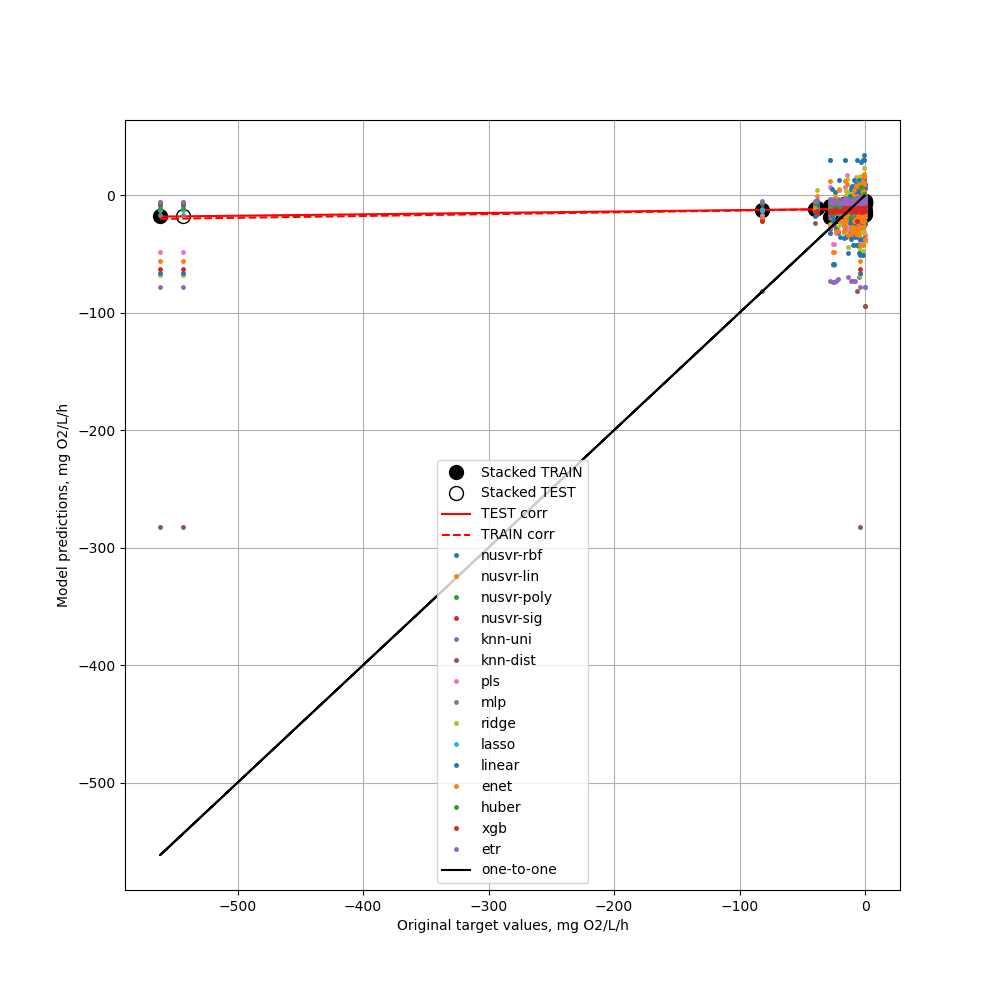 0
−100
−200
−300
−400
−500
Model predictions, mg O2/L/h
Stacked TRAIN
Stacked TEST
TEST corr
TRAIN corr
nusvr-rbf
nusvr-lin
nusvr-poly
nusvr-sig
knn-uni
knn-dist
pls
mlp
ridge
lasso
linear
enet
huber
xgb
etr
one-to-one
−500 −400 −300 −200 −100 0
Original target values, mg O2/L/h